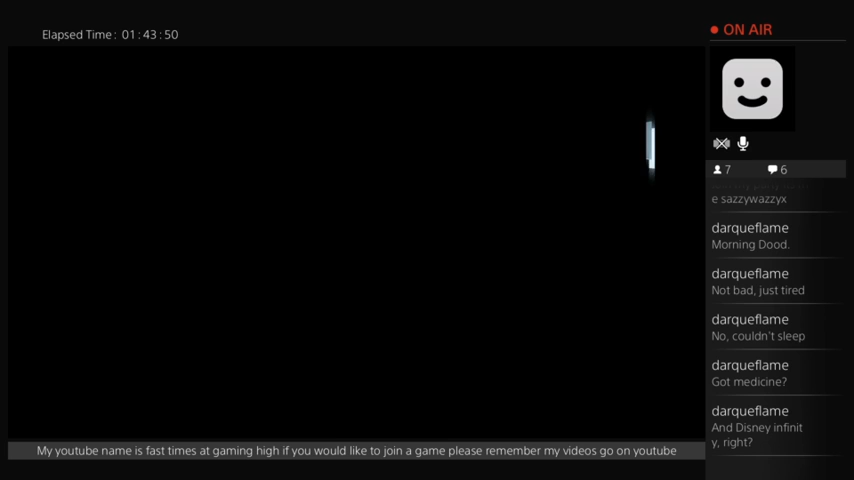 Elapsed Time: 01:43:50
ON AIR
7 6
e sazzywazzyx
darqueflame
Morning Dood.
darqueflame
Not bad, just tired
darqueflame
No, couldn't sleep
darqueflame
Got medicine?
darqueflame
And Disney infinit
y, right?
My youtube name is fast times at gaming high if you would like to join a game please remember my videos go on youtube